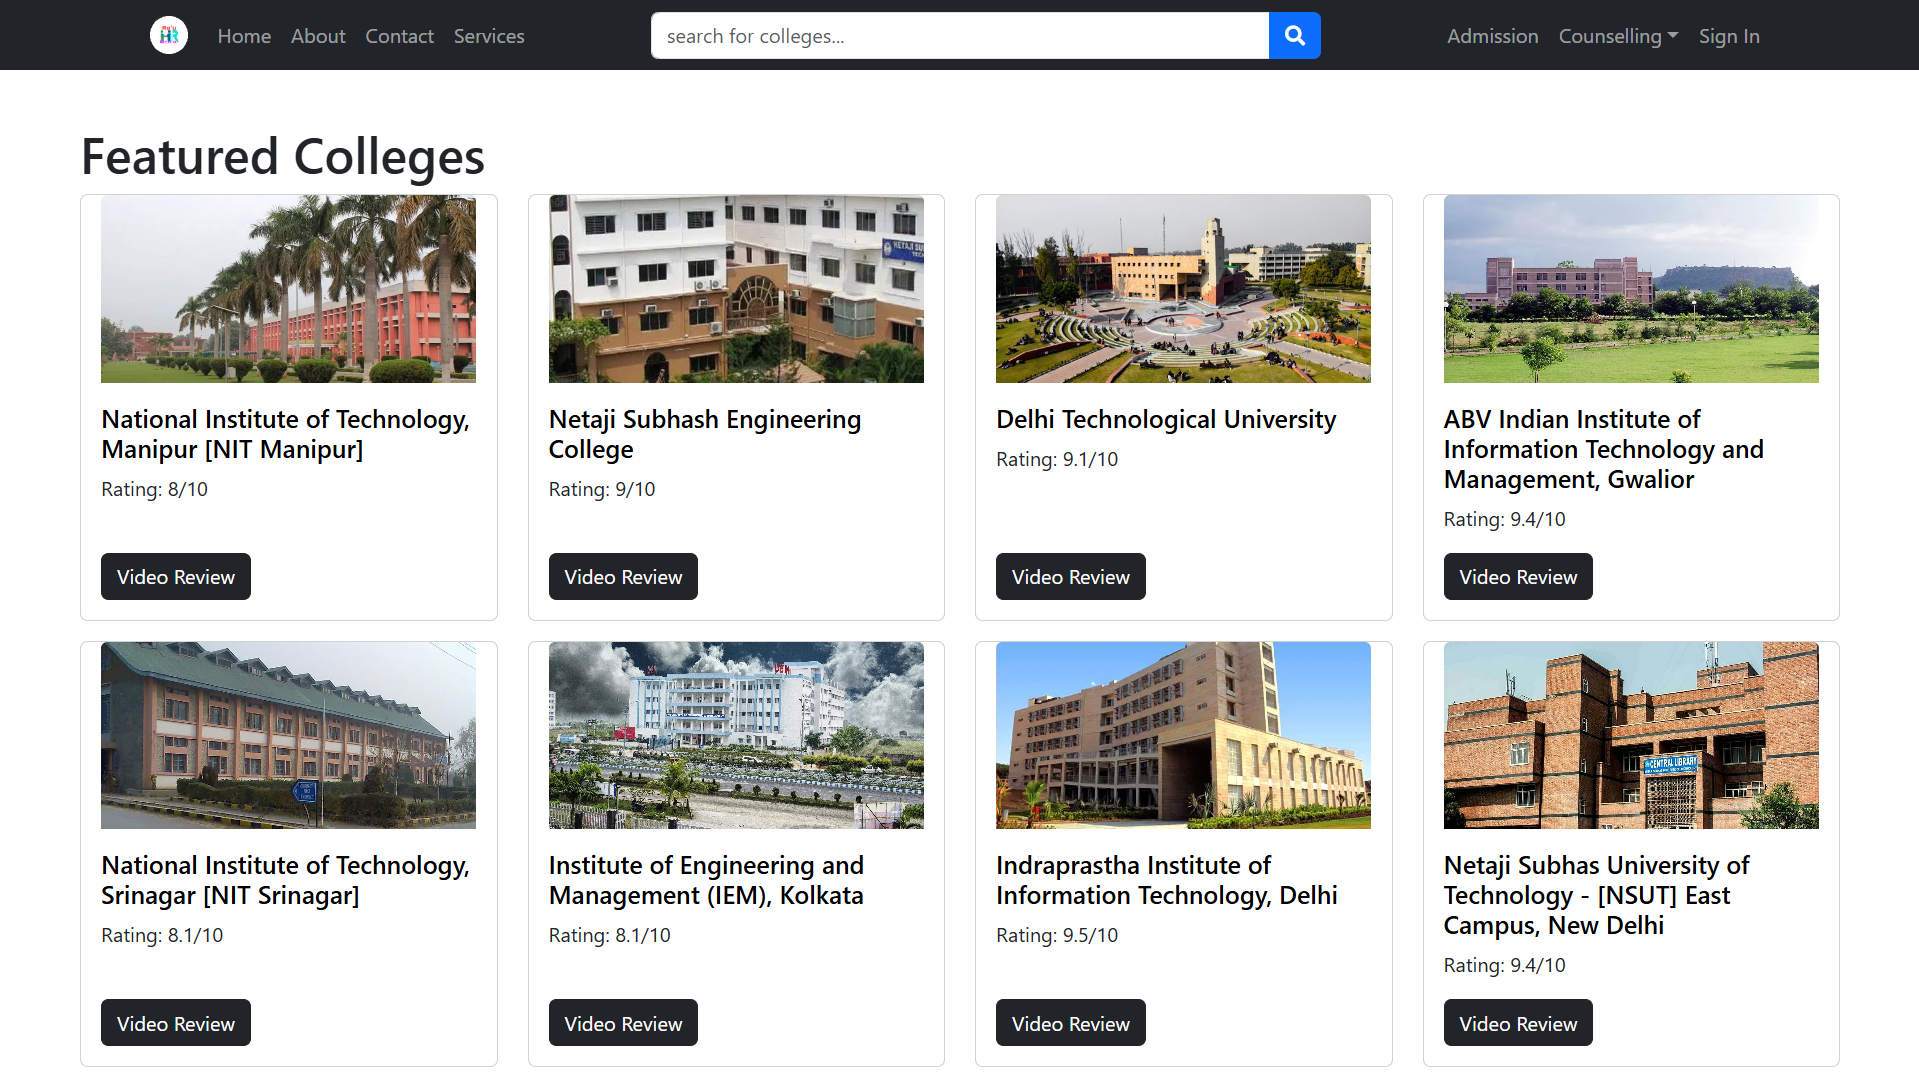 Home About Contact Services
search for colleges...
Admission Counselling Sign In
Featured Colleges
National Institute of Technology,
Manipur [NIT Manipur]
Rating: 8/10
Video Review
Netaji Subhash Engineering
College
Rating: 9/10
Video Review
Delhi Technological University
Rating: 9.1/10
Video Review
ABV Indian Institute of
Information Technology and
Management, Gwalior
Rating: 9.4/10
Video Review
National Institute of Technology,
Srinagar [NIT Srinagar]
Rating: 8.1/10
Video Review
Institute of Engineering and
Management (IEM), Kolkata
Rating: 8.1/10
Video Review
Indraprastha Institute of
Information Technology, Delhi
Rating: 9.5/10
Video Review
CENTRAL LIBRARY
Netaji Subhas University of
Technology - [NSUT] East
Campus, New Delhi
Rating: 9.4/10
Video Review